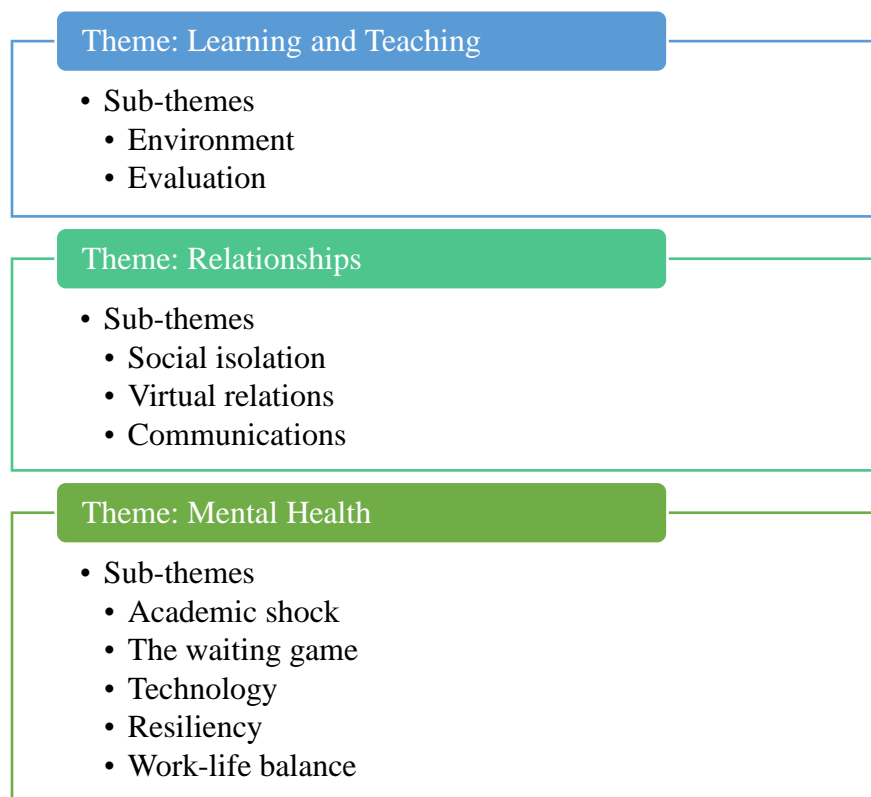 Theme: Learning and Teaching
• Sub-themes
• Environment
• Evaluation
Theme: Relationships
• Sub-themes
• Social isolation
• Virtual relations
• Communications
Theme: Mental Health
• Sub-themes
• Academic shock
• The waiting game
• Technology
• Resiliency
• Work-life balance